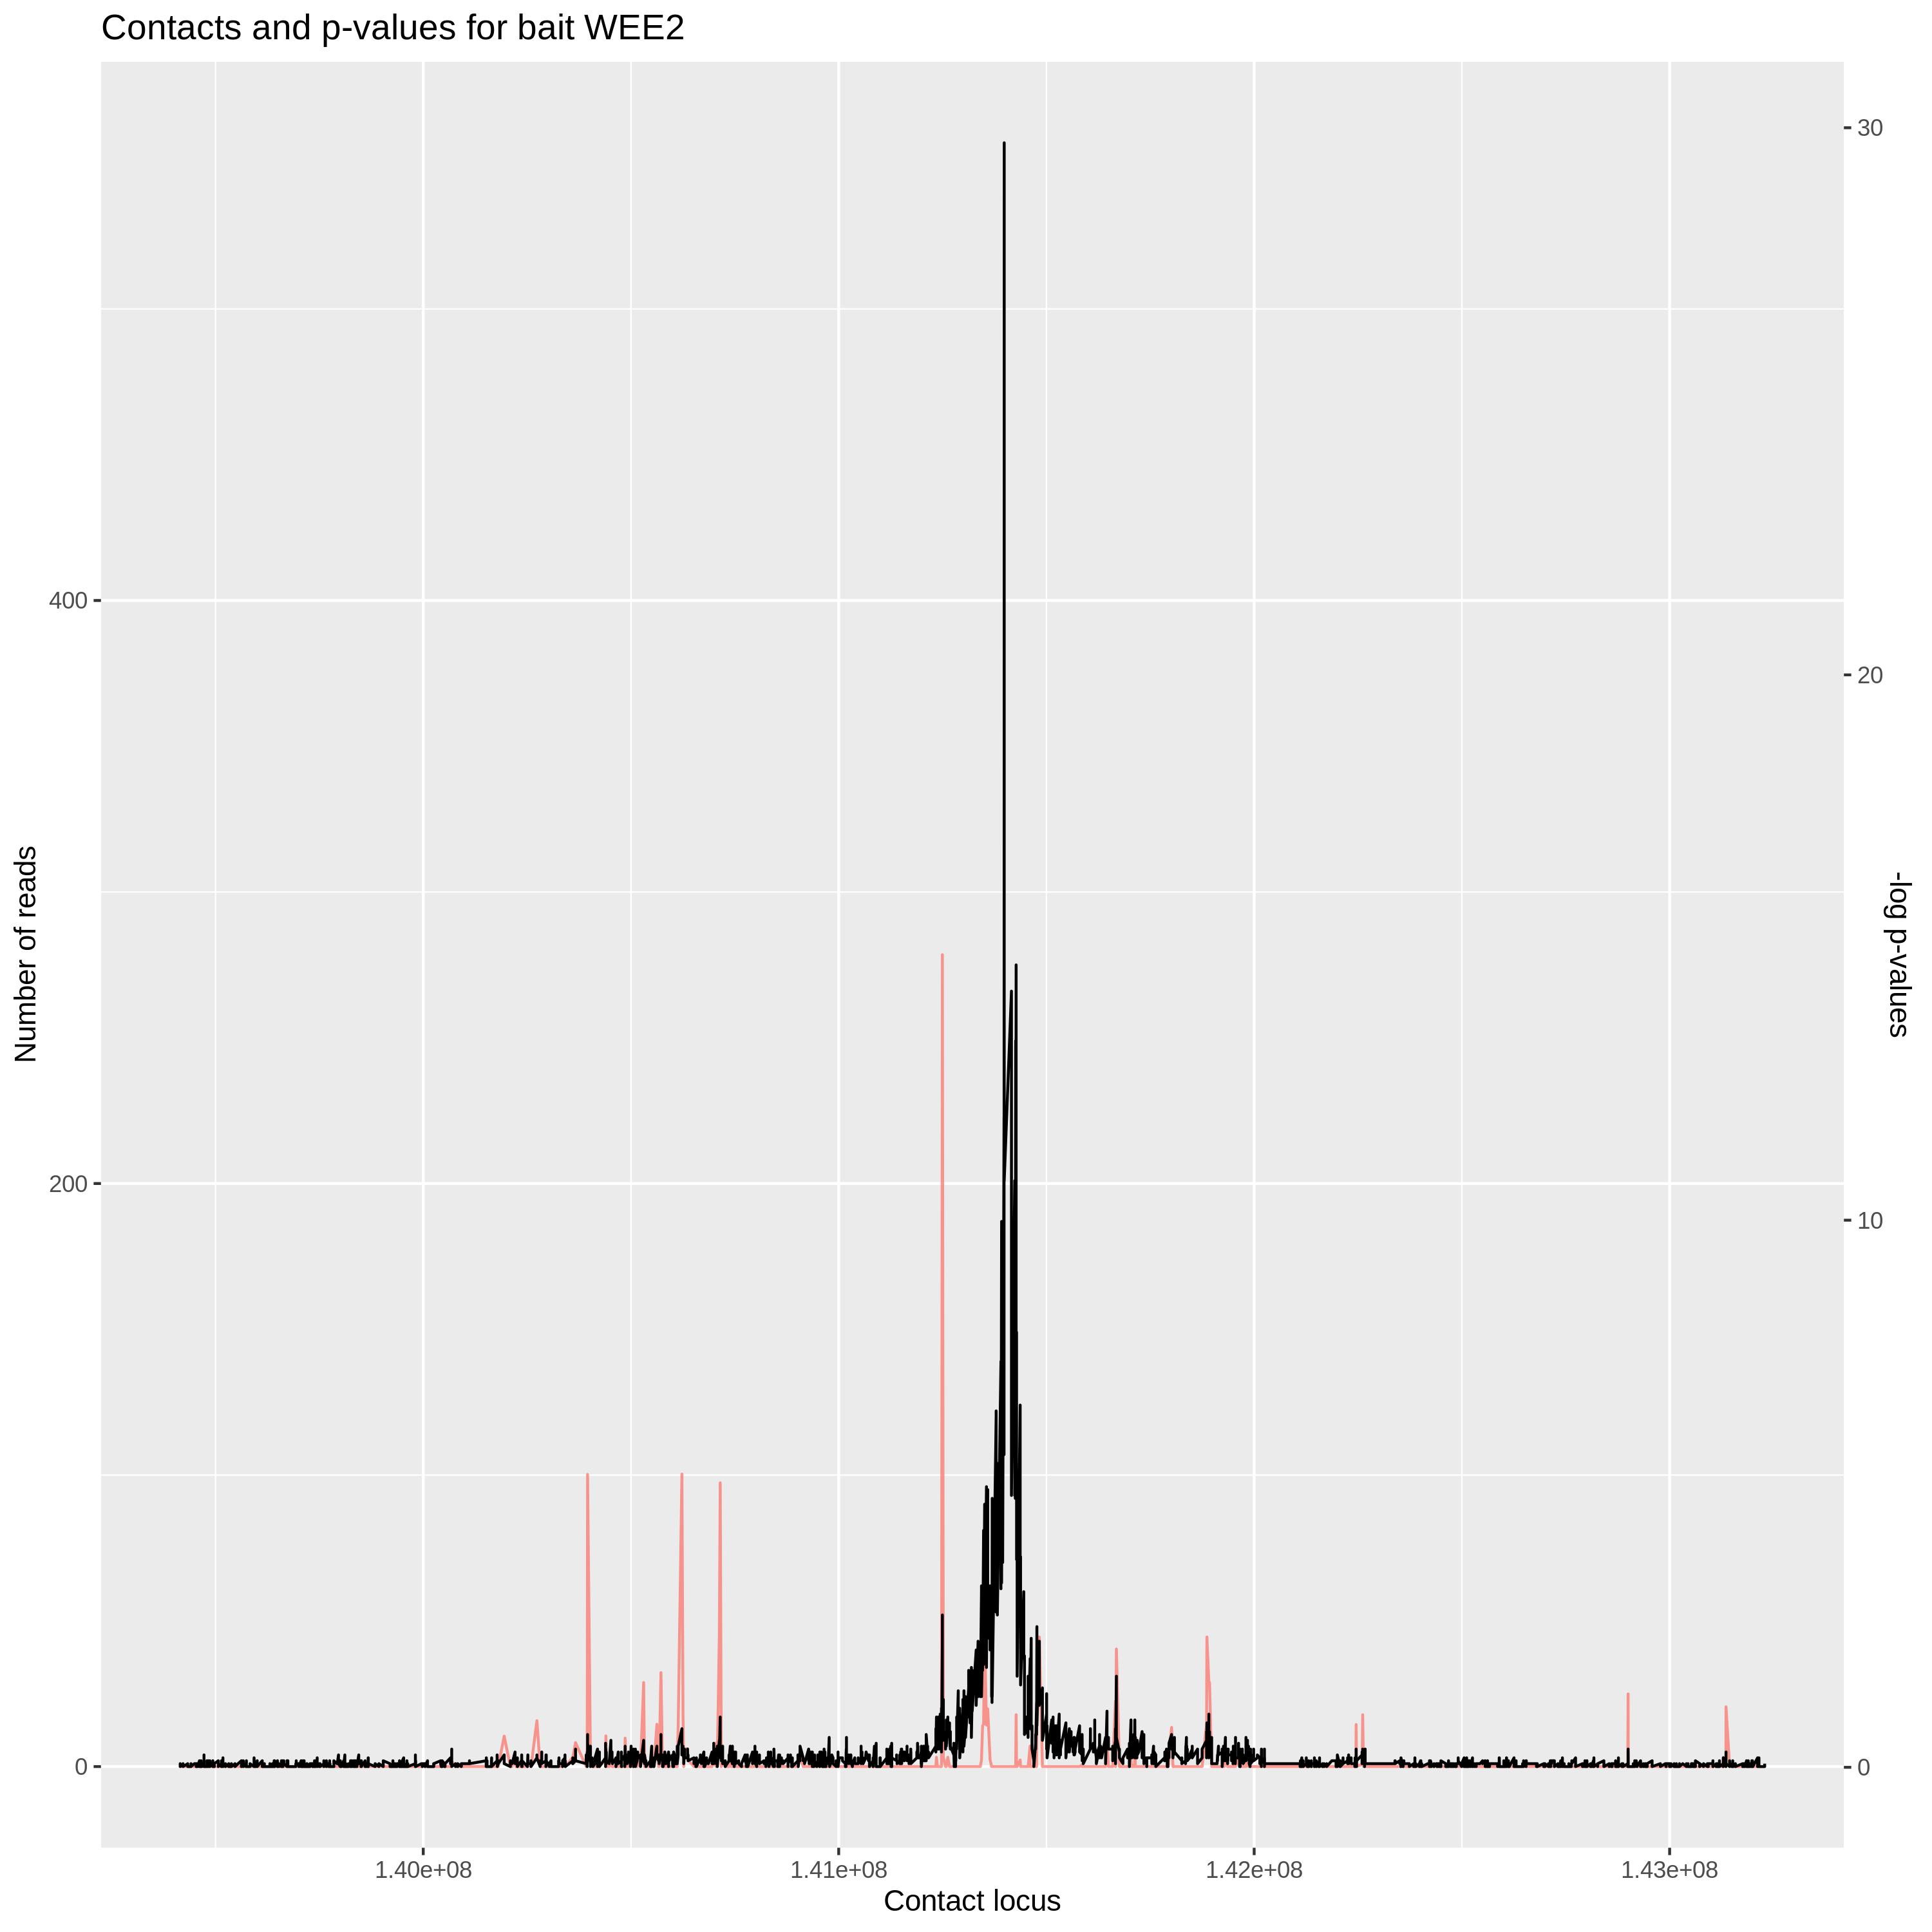 Contacts and p-values for bait WEE2
30
400
20
Number of reads
-log p-values
200
10
0
0
1.40e+08
1.41e+08
1.42e+08
1.43e+08
Contact locus